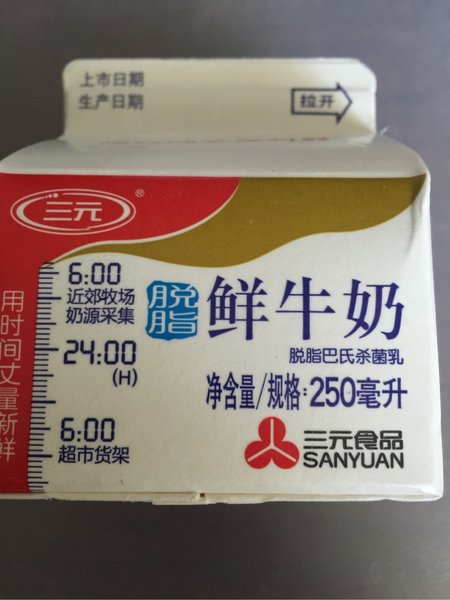 上市日期
生产日期
拉开
三元®
6:00
近郊牧场
奶源采集
24:00
(H)
6:00
超市货架
用时间丈量新鲜
脱脂
鲜牛奶
脱脂巴氏杀菌乳
净含量/规格:250毫升
三元食品
SANYUAN